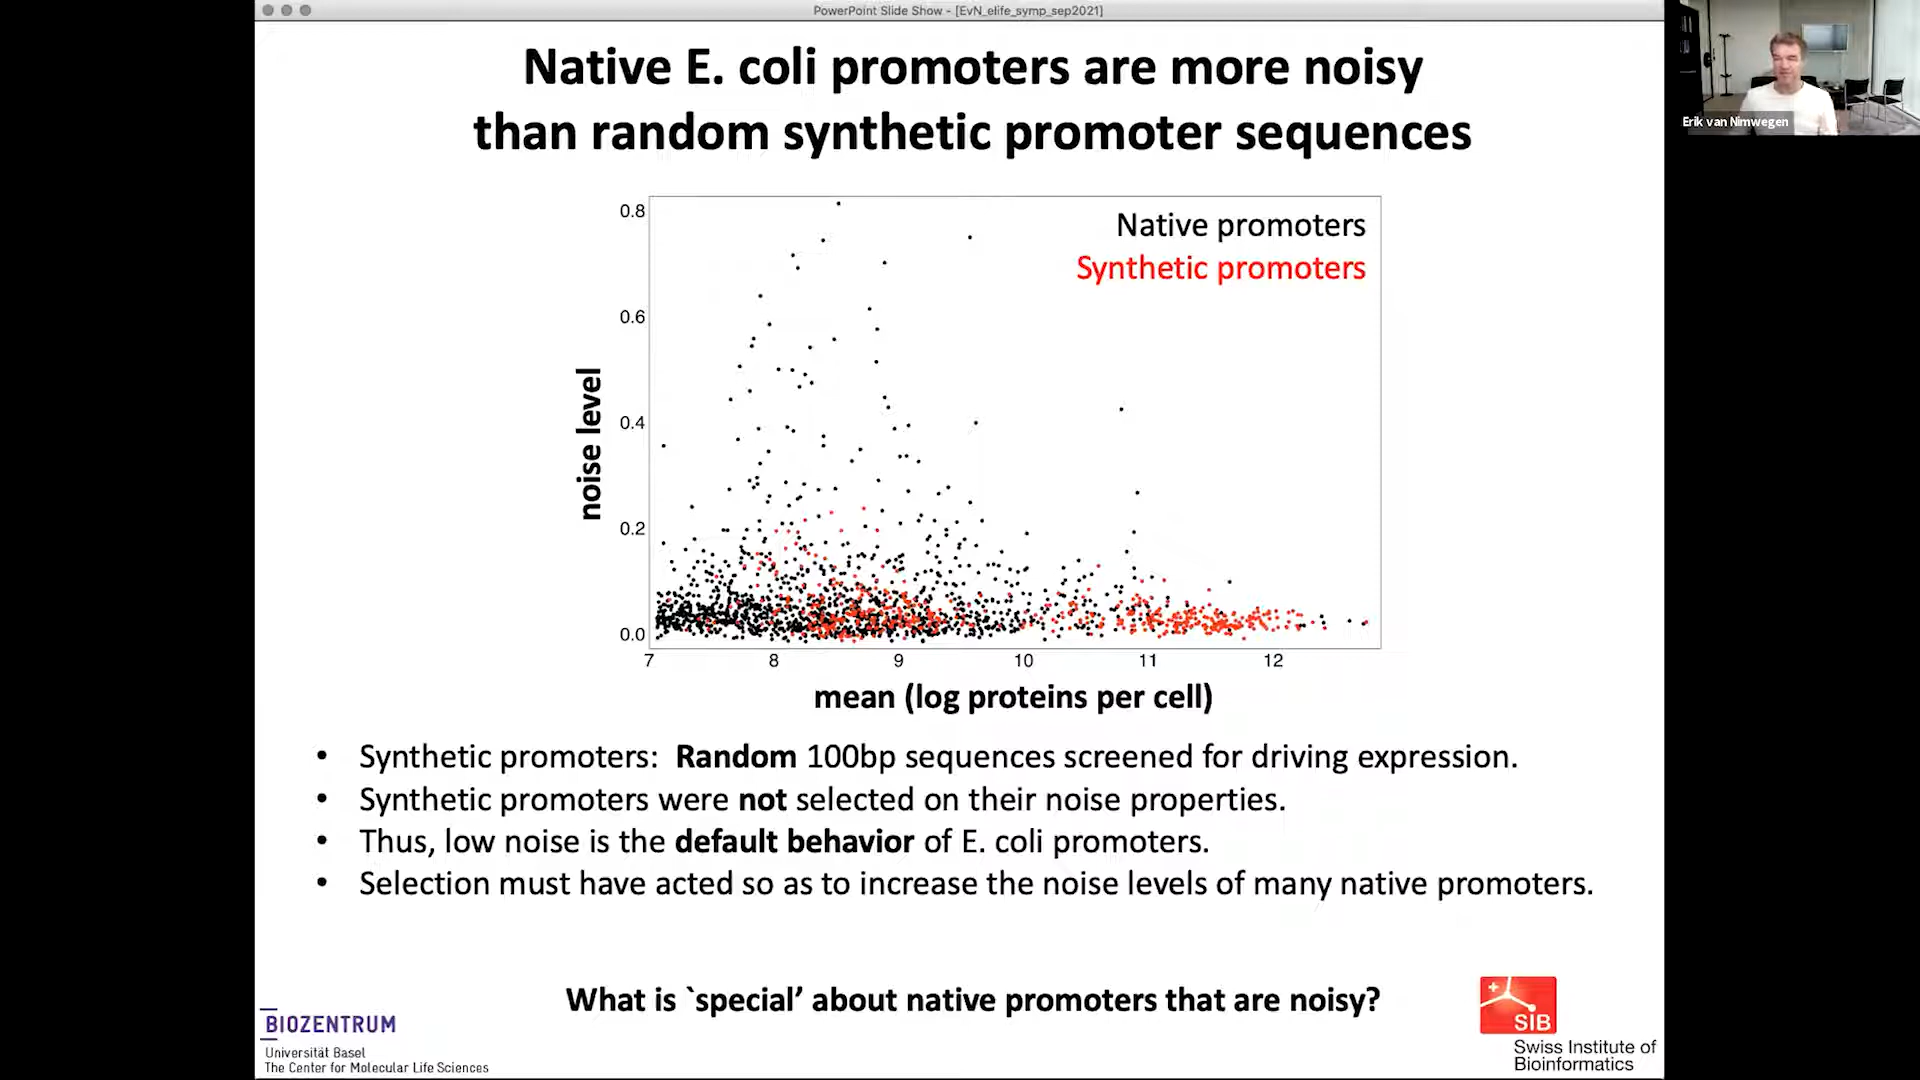 PowerPoint Slide Show - [EvN_elife_symp_sep2021]
Native E. coli promoters are more noisy
than random synthetic promoter sequences
Erik van Nimwegen
Native promoters
Synthetic promoters
noise level
0.8
0.6
0.4
0.2
0.0
7 8 9 10 11 12
mean (log proteins per cell)
• Synthetic promoters: Random 100bp sequences screened for driving expression.
• Synthetic promoters were not selected on their noise properties.
• Thus, low noise is the default behavior of E. coli promoters.
• Selection must have acted so as to increase the noise levels of many native promoters.
What is `special’ about native promoters that are noisy?
BIOZENTRUM
Universität Basel
The Center for Molecular Life Sciences
SIB
Swiss Institute of
Bioinformatics